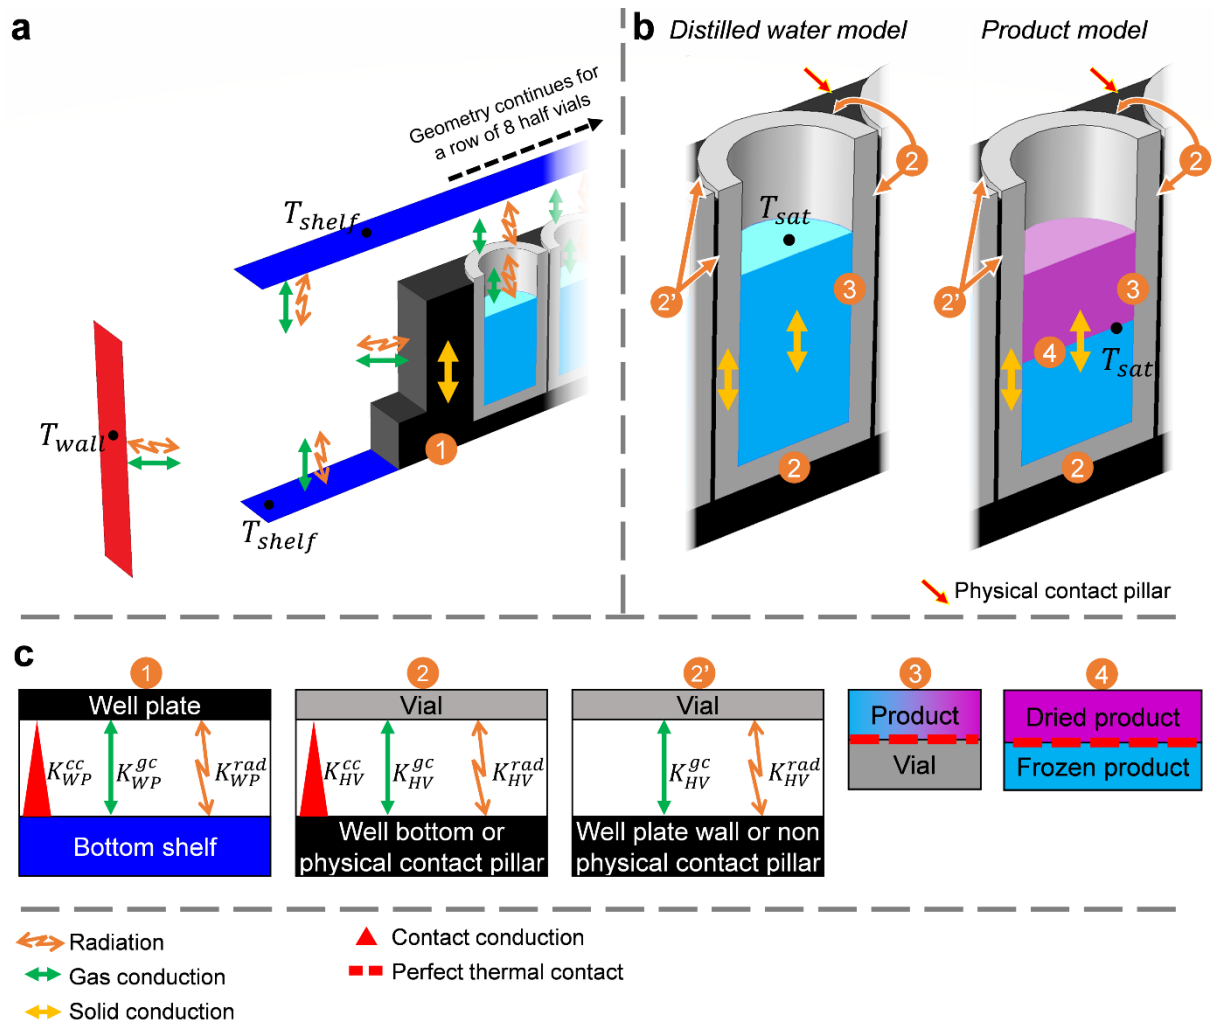 a
Geometry continues for
a row of 8 half vials
T_shelf
T_wall
T_shelf
1
b
Distilled water model
Product model
2
T_sat
2'
3
2
2
T_sat
2'
3
4
2
Physical contact pillar
c
1
Well plate
K_WP^cc
K_WP^gc
K_WP^rad
Bottom shelf
2
Vial
K_HV^cc
K_HV^gc
K_HV^rad
Well bottom or
physical contact pillar
2'
Vial
K_HV^gc
K_HV^rad
Well plate wall or non
physical contact pillar
3
Product
Vial
4
Dried product
Frozen product
Radiation
Gas conduction
Solid conduction
Contact conduction
Perfect thermal contact